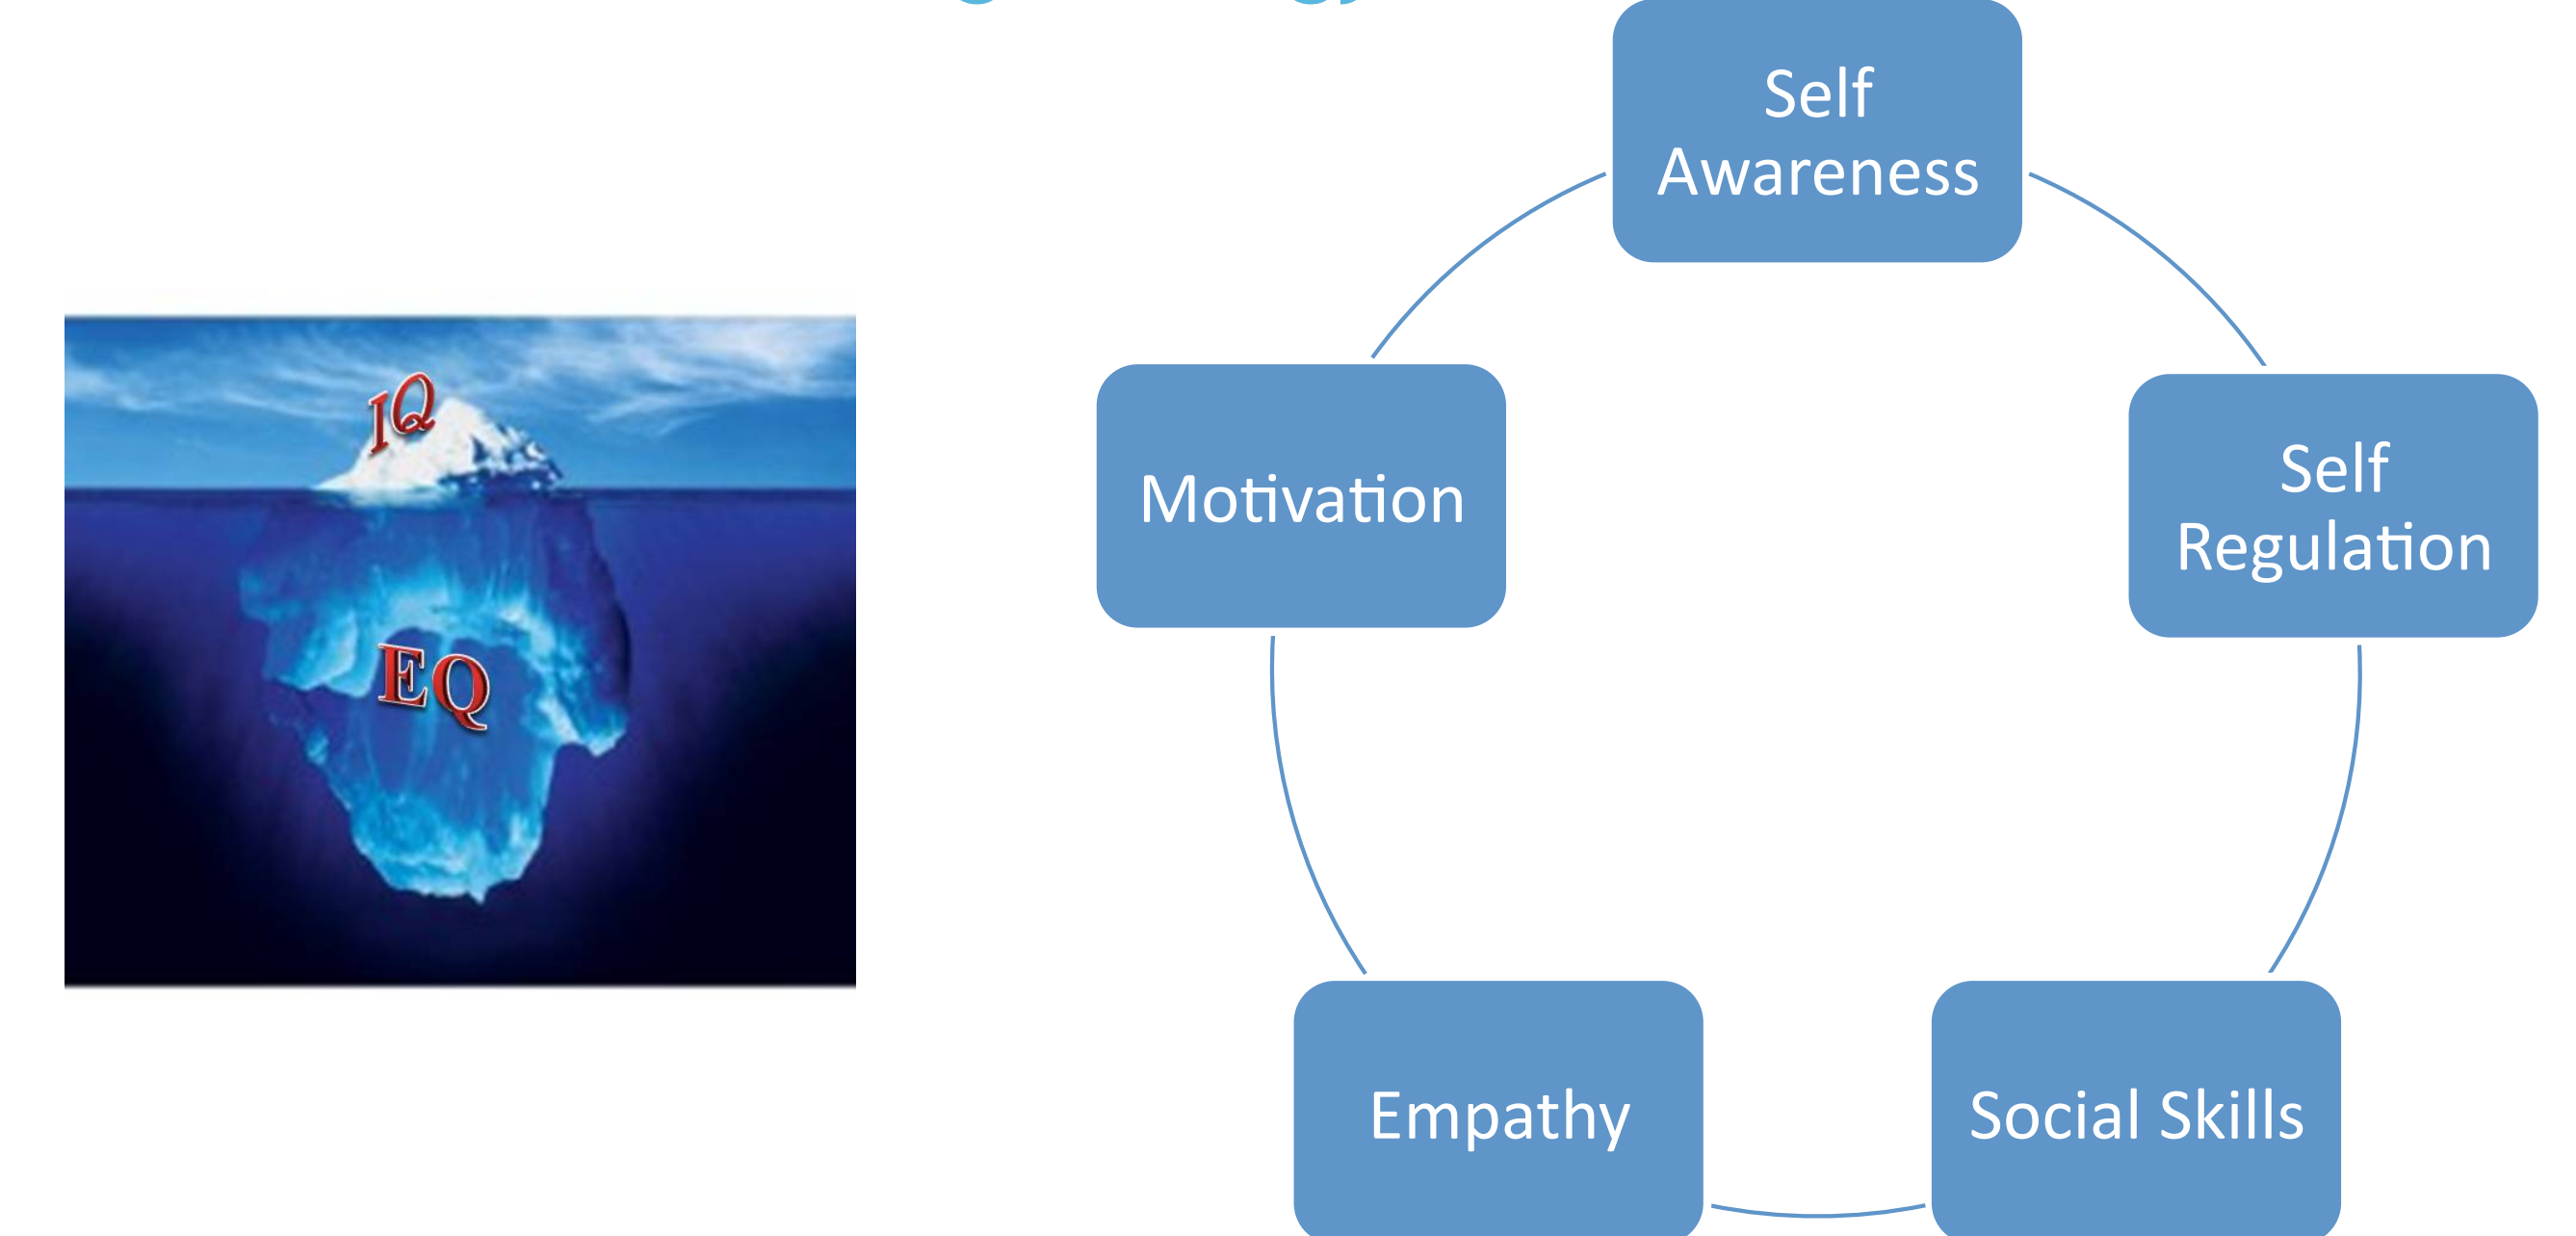 IQ
EQ
Self
Awareness
Self
Regulation
Social Skills
Empathy
Motivation